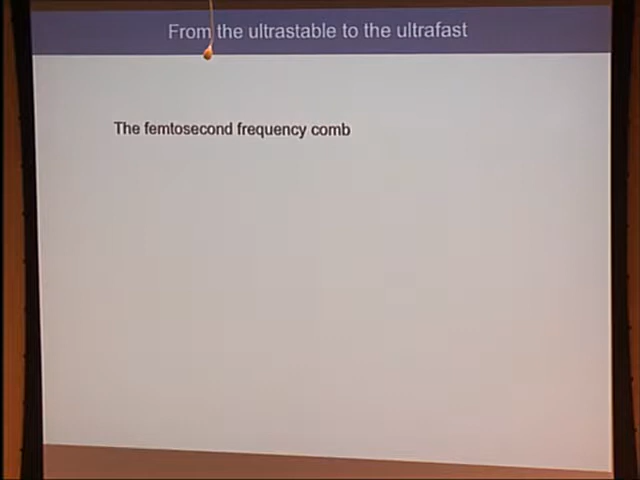 From the ultrastable to the ultrafast
The femtosecond frequency comb